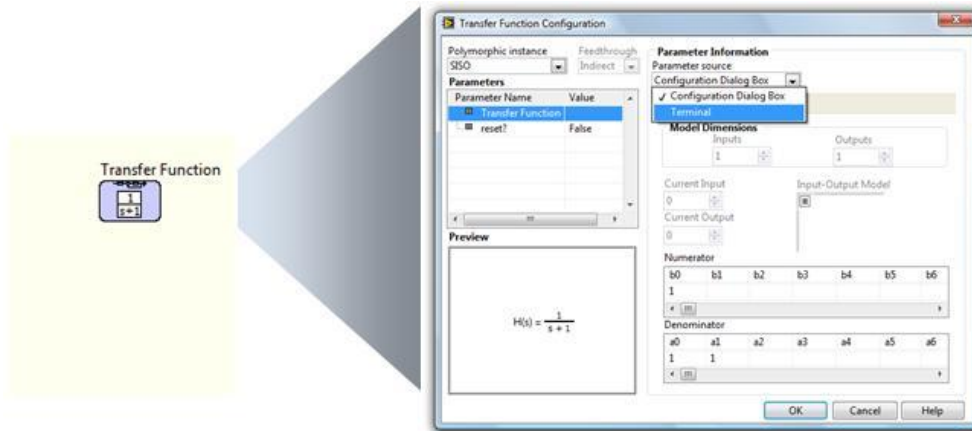 Transfer Function
1
s+1
Transfer Function Configuration
Polymorphic instance
SISO
Feedthrough
Indirect
Parameters
Parameter Name Value
Transfer Function
reset? False
Preview
H(s) = 1
s + 1
Parameter Information
Parameter source
Configuration Dialog Box
✓ Configuration Dialog Box
Terminal
Model Dimensions
Inputs Outputs
1 1
Current Input Input-Output Model
0
Current Output
0
Numerator
b0 b1 b2 b3 b4 b5 b6
1
Denominator
a0 a1 a2 a3 a4 a5 a6
1 1
OK Cancel Help